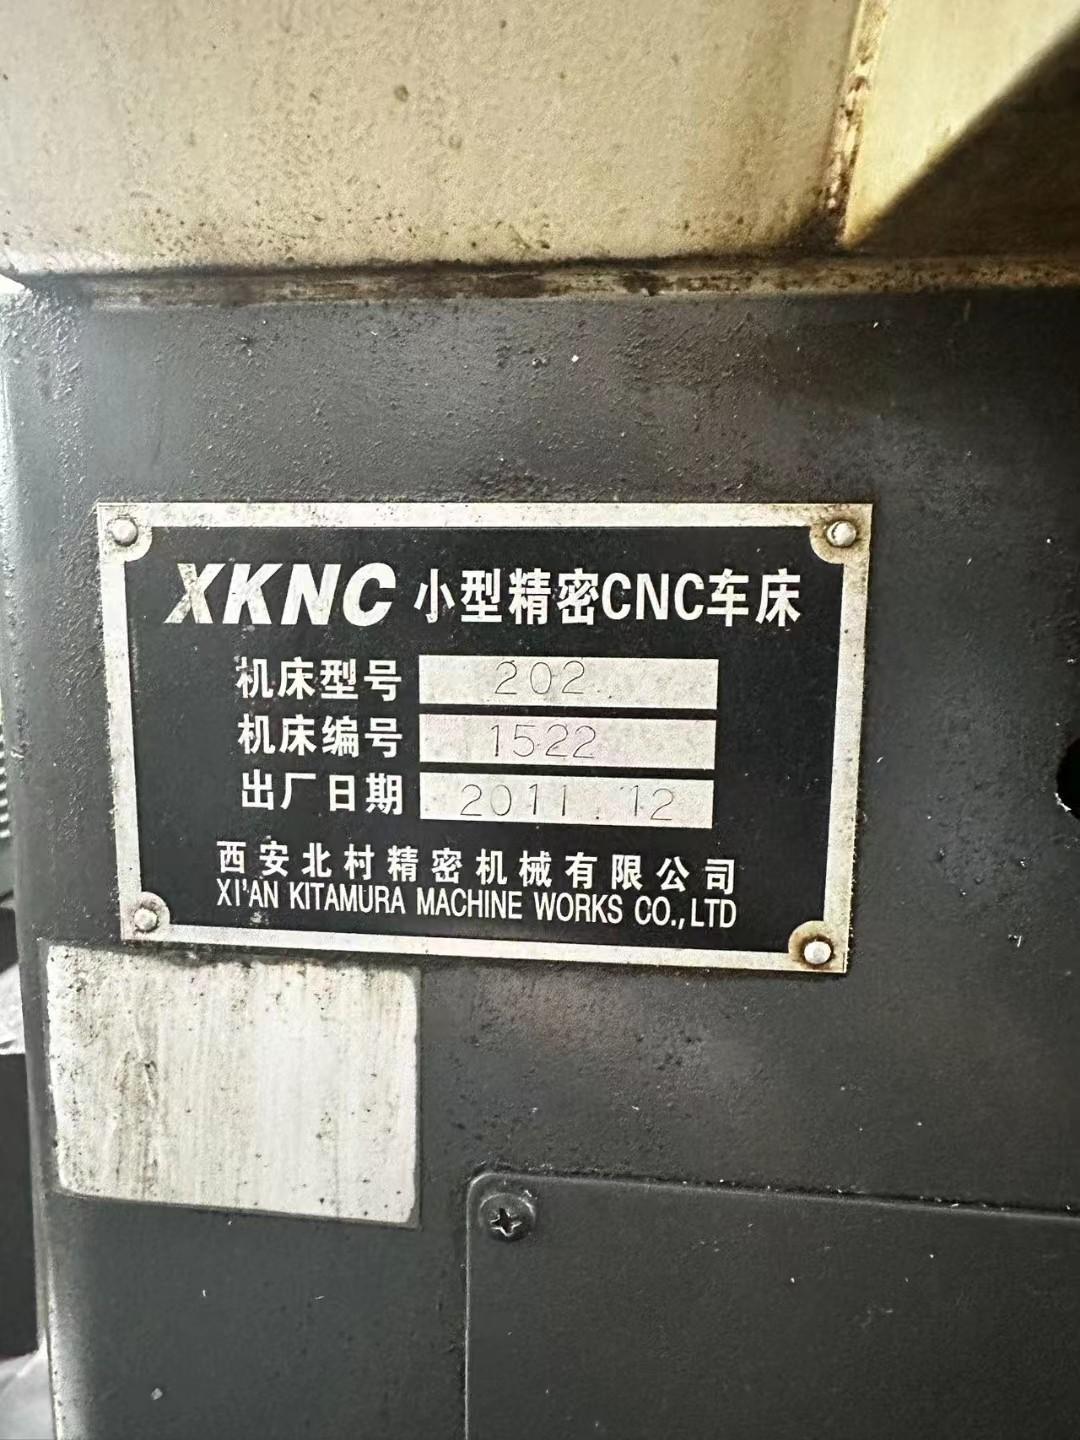 XKNC 小型精密CNC车床
机床型号 202
机床编号 1522
出厂日期 2011.12
西安北村精密机械有限公司
XI'AN KITAMURA MACHINE WORKS CO.,LTD